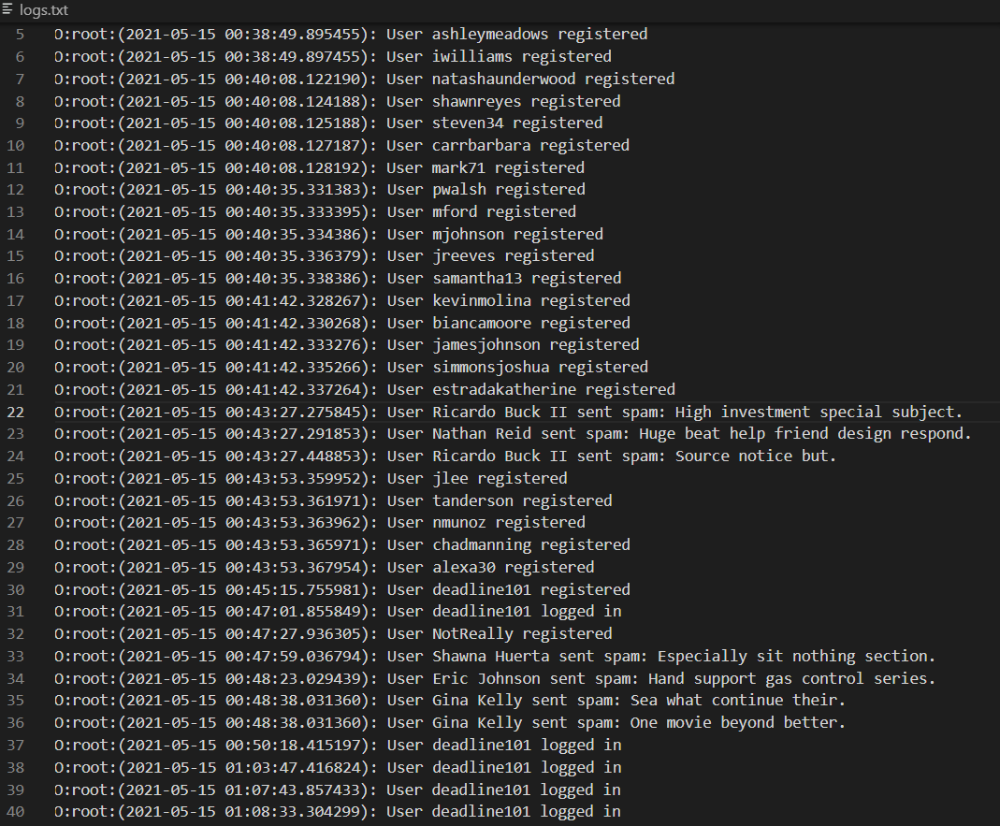 logs.txt
5 O:root:(2021-05-15 00:38:49.895455): User ashleymeadows registered
6 O:root:(2021-05-15 00:38:49.897455): User iwilliams registered
7 O:root:(2021-05-15 00:40:08.122190): User natashaunderwood registered
8 O:root:(2021-05-15 00:40:08.124188): User shawnreyes registered
9 O:root:(2021-05-15 00:40:08.125188): User steven34 registered
10 O:root:(2021-05-15 00:40:08.127187): User carrbarbara registered
11 O:root:(2021-05-15 00:40:08.128192): User mark71 registered
12 O:root:(2021-05-15 00:40:35.331383): User pwalsh registered
13 O:root:(2021-05-15 00:40:35.333395): User mford registered
14 O:root:(2021-05-15 00:40:35.334386): User mjohnson registered
15 O:root:(2021-05-15 00:40:35.336379): User jreeves registered
16 O:root:(2021-05-15 00:40:35.338386): User samantha13 registered
17 O:root:(2021-05-15 00:41:42.328267): User kevinmolina registered
18 O:root:(2021-05-15 00:41:42.330268): User biancamoore registered
19 O:root:(2021-05-15 00:41:42.333276): User jamesjohnson registered
20 O:root:(2021-05-15 00:41:42.335266): User simmonsjoshua registered
21 O:root:(2021-05-15 00:41:42.337264): User estradakatherine registered
22 O:root:(2021-05-15 00:43:27.275845): User Ricardo Buck II sent spam: High investment special subject.
23 O:root:(2021-05-15 00:43:27.291853): User Nathan Reid sent spam: Huge beat help friend design respond.
24 O:root:(2021-05-15 00:43:27.448853): User Ricardo Buck II sent spam: Source notice but.
25 O:root:(2021-05-15 00:43:53.359952): User jlee registered
26 O:root:(2021-05-15 00:43:53.361971): User tanderson registered
27 O:root:(2021-05-15 00:43:53.363962): User nmunoz registered
28 O:root:(2021-05-15 00:43:53.365971): User chadmanning registered
29 O:root:(2021-05-15 00:43:53.367954): User alexa30 registered
30 O:root:(2021-05-15 00:45:15.755981): User deadline101 registered
31 O:root:(2021-05-15 00:47:01.855849): User deadline101 logged in
32 O:root:(2021-05-15 00:47:27.936305): User NotReally registered
33 O:root:(2021-05-15 00:47:59.036794): User Shawna Huerta sent spam: Especially sit nothing section.
34 O:root:(2021-05-15 00:48:23.029439): User Eric Johnson sent spam: Hand support gas control series.
35 O:root:(2021-05-15 00:48:38.031360): User Gina Kelly sent spam: Sea what continue their.
36 O:root:(2021-05-15 00:48:38.031360): User Gina Kelly sent spam: One movie beyond better.
37 O:root:(2021-05-15 00:50:18.415197): User deadline101 logged in
38 O:root:(2021-05-15 01:03:47.416824): User deadline101 logged in
39 O:root:(2021-05-15 01:07:43.857433): User deadline101 logged in
40 O:root:(2021-05-15 01:08:33.304299): User deadline101 logged in